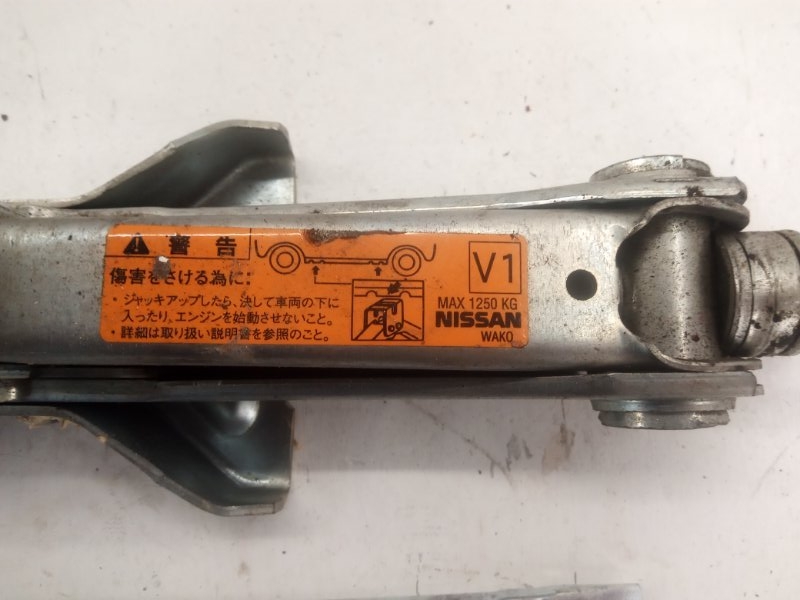 警告
傷害をさける為に:
・ジャッキアップしたら、決して車両の下に
入ったり、エンジンを始動させないこと。
・詳細は取り扱い説明書を参照のこと。
V1
MAX 1250 KG
NISSAN
WAKO